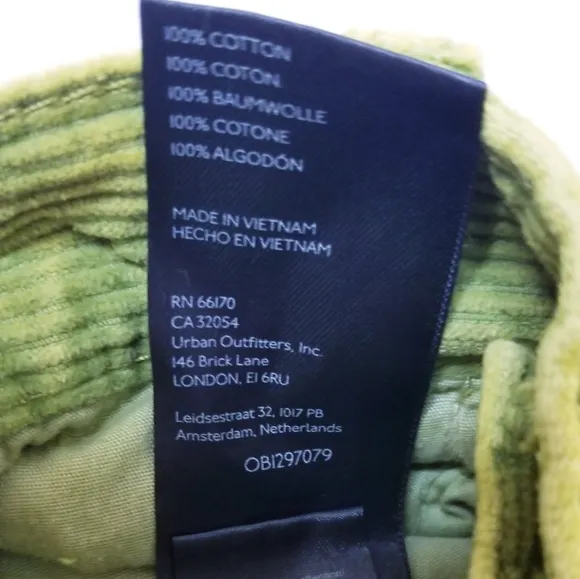 100% COTTON
100% COTON
100% BAUMWOLLE
100% COTONE
100% ALGODÓN
MADE IN VIETNAM
HECHO EN VIETNAM
RN 66170
CA 32054
Urban Outfitters, Inc.
146 Brick Lane
LONDON, E1 6RU
Leidsestraat 32, 1017 PB
Amsterdam, Netherlands
OB1297079